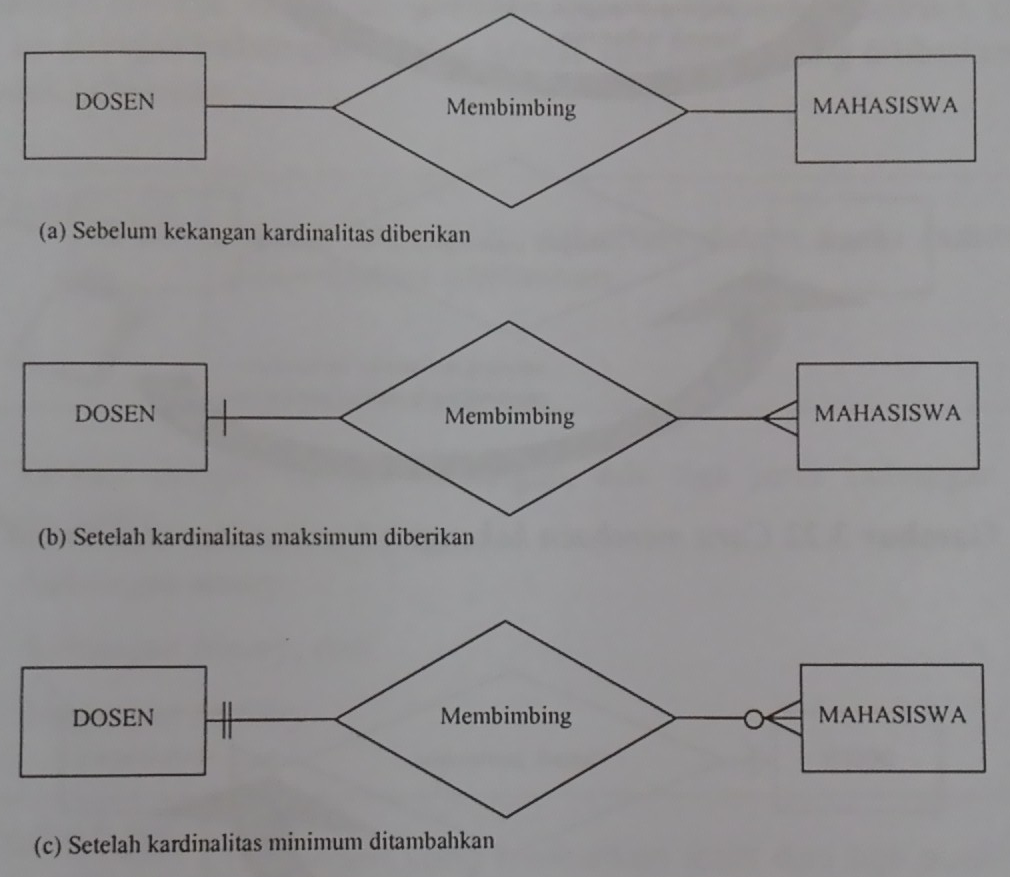 DOSEN Membimbing MAHASISWA
(a) Sebelum kekangan kardinalitas diberikan
DOSEN Membimbing MAHASISWA
(b) Setelah kardinalitas maksimum diberikan
DOSEN Membimbing MAHASISWA
(c) Setelah kardinalitas minimum ditambahkan